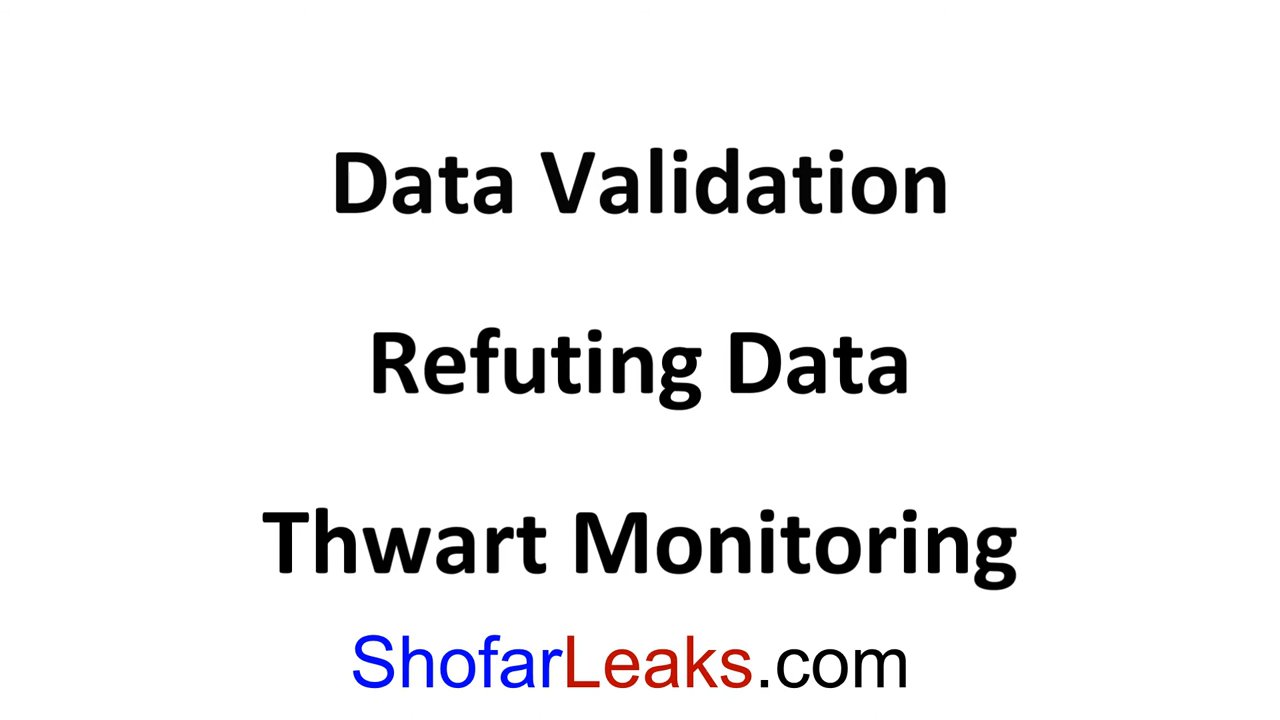 Data Validation
Refuting Data
Thwart Monitoring
ShofarLeaks.com